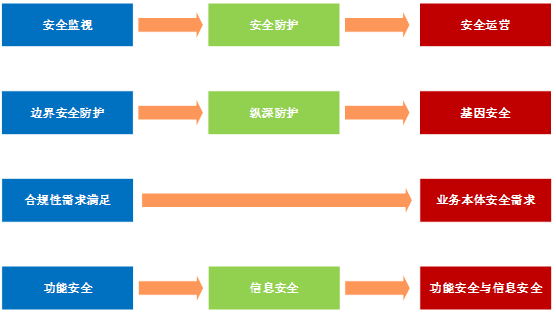 安全监视
安全防护
安全运营
边界安全防护
纵深防护
基因安全
合规性需求满足
业务本体安全需求
功能安全
信息安全
功能安全与信息安全